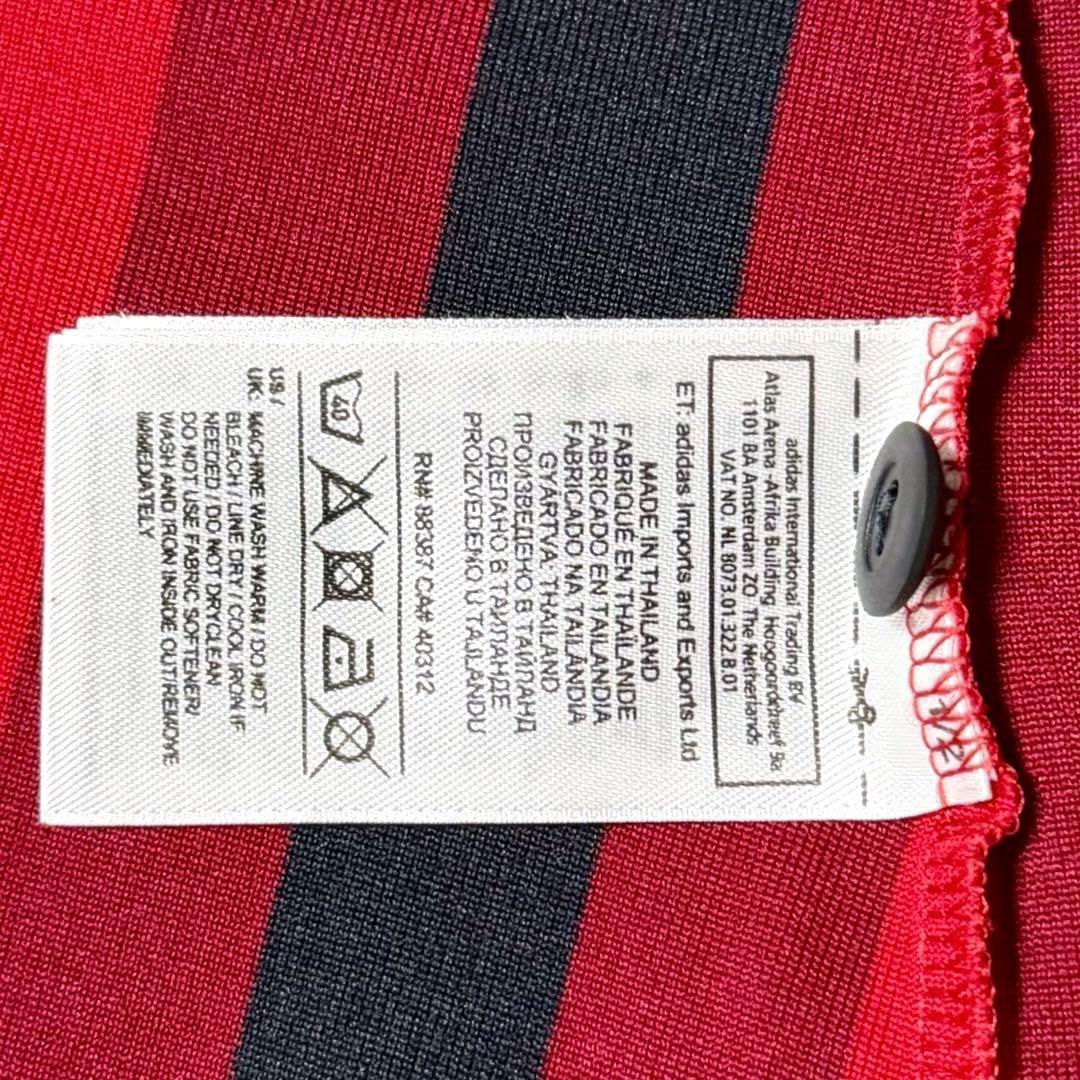 1/2
adidas International Trading BV
Atlas Arena -Afrika Building Hoogoorddreef 9a
1101 BA Amsterdam ZO The Netherlands
VAT NO. NL 8073.01.322.B.01
ET: adidas Imports and Exports Ltd
MADE IN THAILAND
FABRIQUÉ EN THAÏLANDE
FABRICADO EN TAILANDIA
FABRICADO NA TAILÂNDIA
GYÁRTVA THAILAND
ПРОИЗВЕДЕНО В ТАЙЛАНД
СДЕЛАНО В ТАИЛАНДЕ
PROIZVEDENO U TAJLANDU
RN# 88387 CA# 40312
40
US /
UK: MACHINE WASH WARM / DO NOT
BLEACH / LINE DRY / COOL IRON IF
NEEDED / DO NOT DRYCLEAN
DO NOT USE FABRIC SOFTENER/
WASH AND IRON INSIDE OUT/REMOVE
IMMEDIATELY